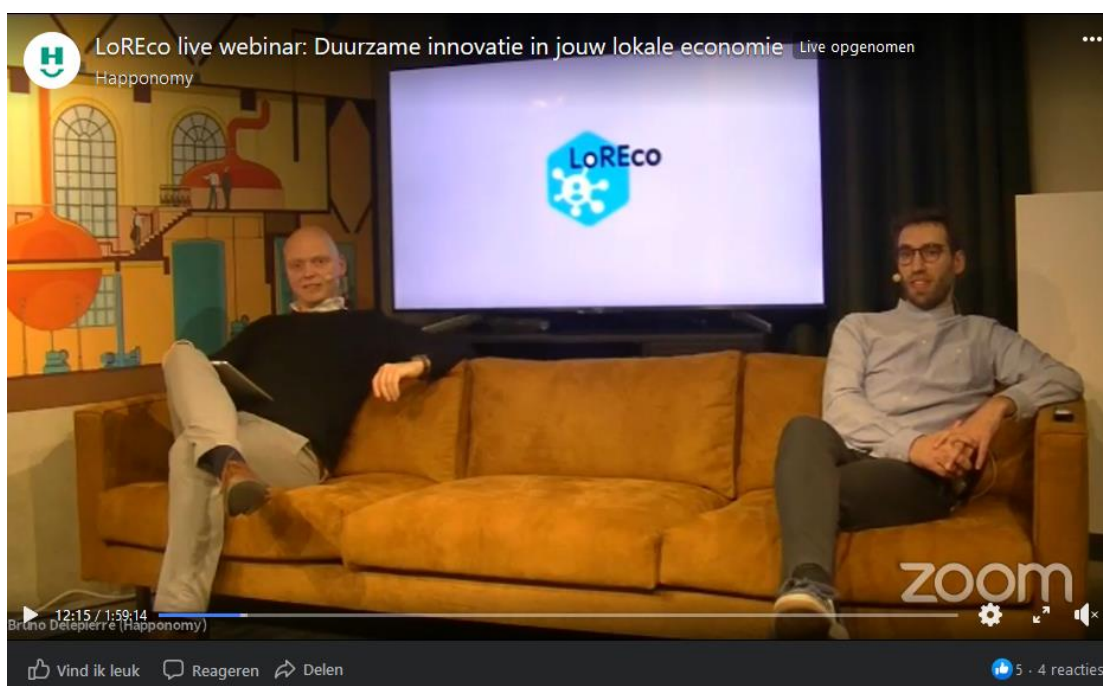 LoREco live webinar: Duurzame innovatie in jouw lokale economie Live opgenomen
Happonomy
LoREco
zoom
12:15 / 1:59:14
Bruno Delepierre (Happonomy)
Vind ik leuk Reageren Delen
5 · 4 reacties